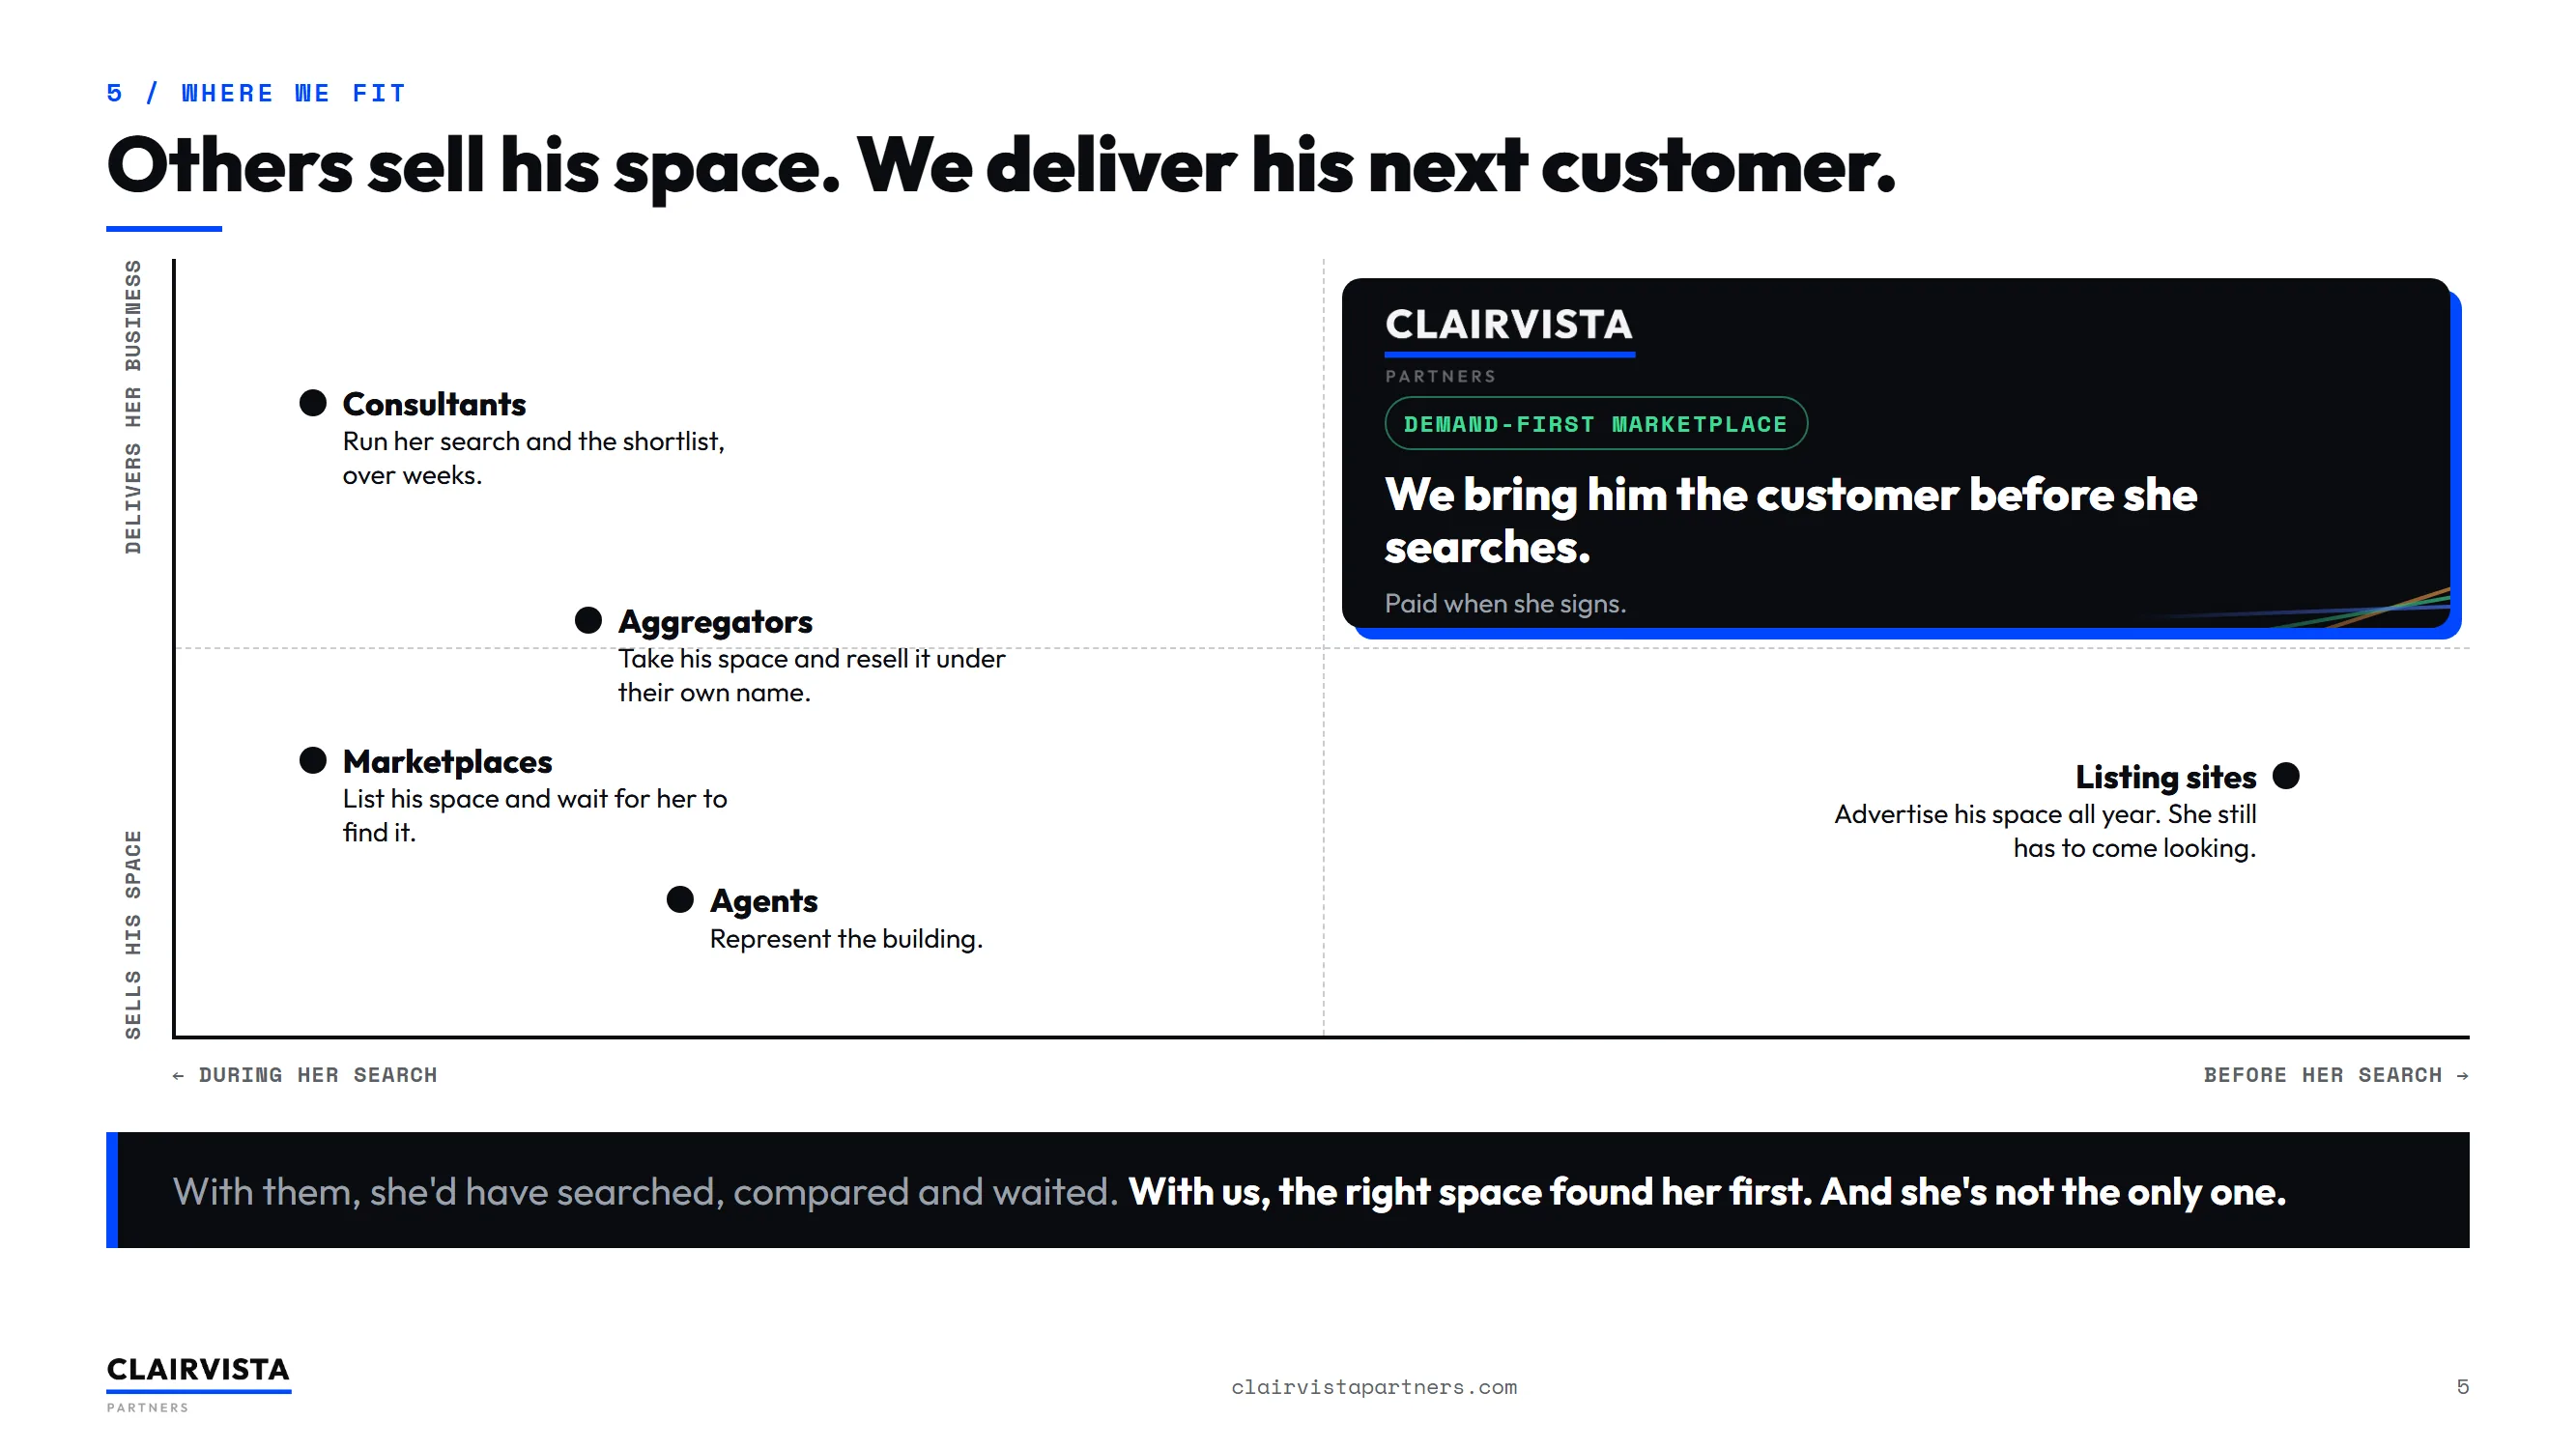 5 / WHERE WE FIT
Others sell his space. We deliver his next customer.
DELIVERS HER BUSINESS
SELLS HIS SPACE
Consultants
Run her search and the shortlist,
over weeks.
Aggregators
Take his space and resell it under
their own name.
Marketplaces
List his space and wait for her to
find it.
Agents
Represent the building.
CLAIRVISTA
PARTNERS
DEMAND-FIRST MARKETPLACE
We bring him the customer before she
searches.
Paid when she signs.
Listing sites
Advertise his space all year. She still
has to come looking.
← DURING HER SEARCH
BEFORE HER SEARCH →
With them, she'd have searched, compared and waited. With us, the right space found her first. And she's not the only one.
CLAIRVISTA
PARTNERS
clairvistapartners.com
5